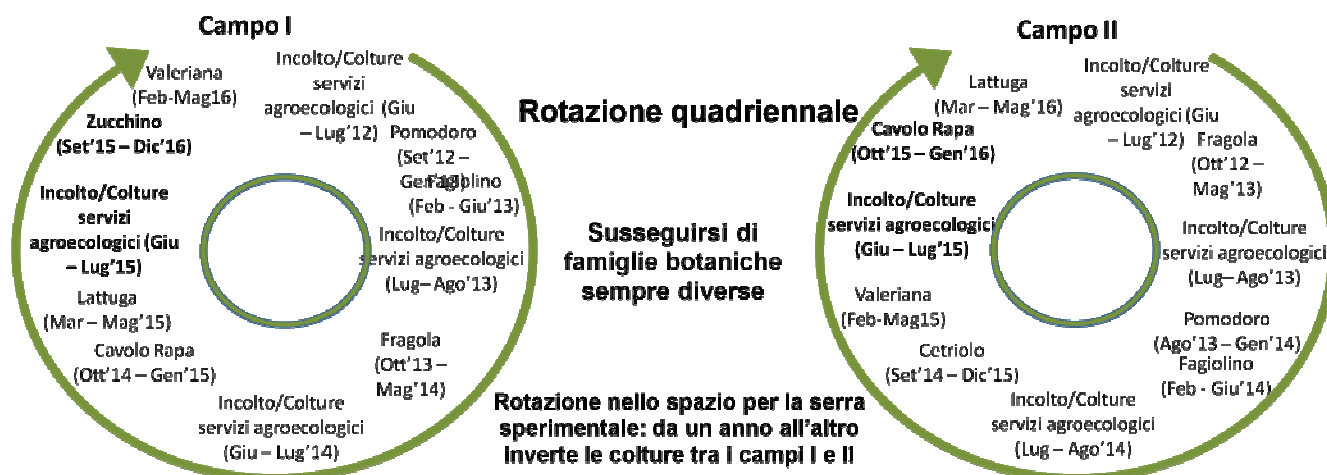 Campo I
Incolto/Colture
servizi
agroecologici (Giu
– Lug'12)
Pomodoro
(Set'12 –
Gen'13)
Fagiolino
(Feb - Giu'13)
Incolto/Colture
servizi agroecologici
(Lug– Ago'13)
Fragola
(Ott'13 –
Mag'14)
Incolto/Colture
servizi agroecologici
(Giu – Lug'14)
Cavolo Rapa
(Ott'14 – Gen'15)
Lattuga
(Mar – Mag'15)
Incolto/Colture
servizi
agroecologici (Giu
– Lug'15)
Zucchino
(Set'15 – Dic'16)
Valeriana
(Feb-Mag16)
Rotazione quadriennale
Susseguirsi di
famiglie botaniche
sempre diverse
Rotazione nello spazio per la serra
sperimentale: da un anno all'altro
inverte le colture tra I campi I e II
Campo II
Incolto/Colture
servizi
agroecologici (Giu
– Lug'12)
Fragola
(Ott'12 –
Mag'13)
Incolto/Colture
servizi agroecologici
(Lug– Ago'13)
Pomodoro
(Ago'13 – Gen'14)
Fagiolino
(Feb - Giu'14)
Incolto/Colture
servizi agroecologici
(Lug – Ago'14)
Cetriolo
(Set'14 – Dic'15)
Valeriana
(Feb-Mag15)
Incolto/Colture
servizi agroecologici
(Giu – Lug'15)
Cavolo Rapa
(Ott'15 – Gen'16)
Lattuga
(Mar – Mag'16)